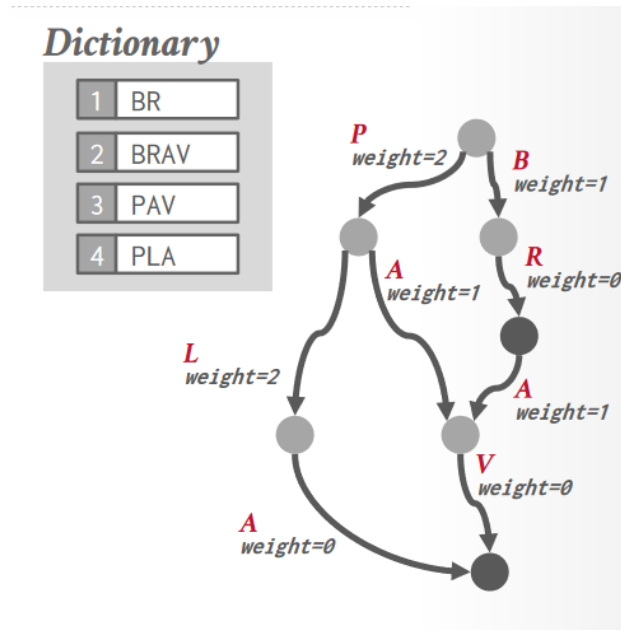 Dictionary
1 BR
2 BRAV
3 PAV
4 PLA
P
weight=2
B
weight=1
A
weight=1
R
weight=0
L
weight=2
A
weight=1
V
weight=0
A
weight=0